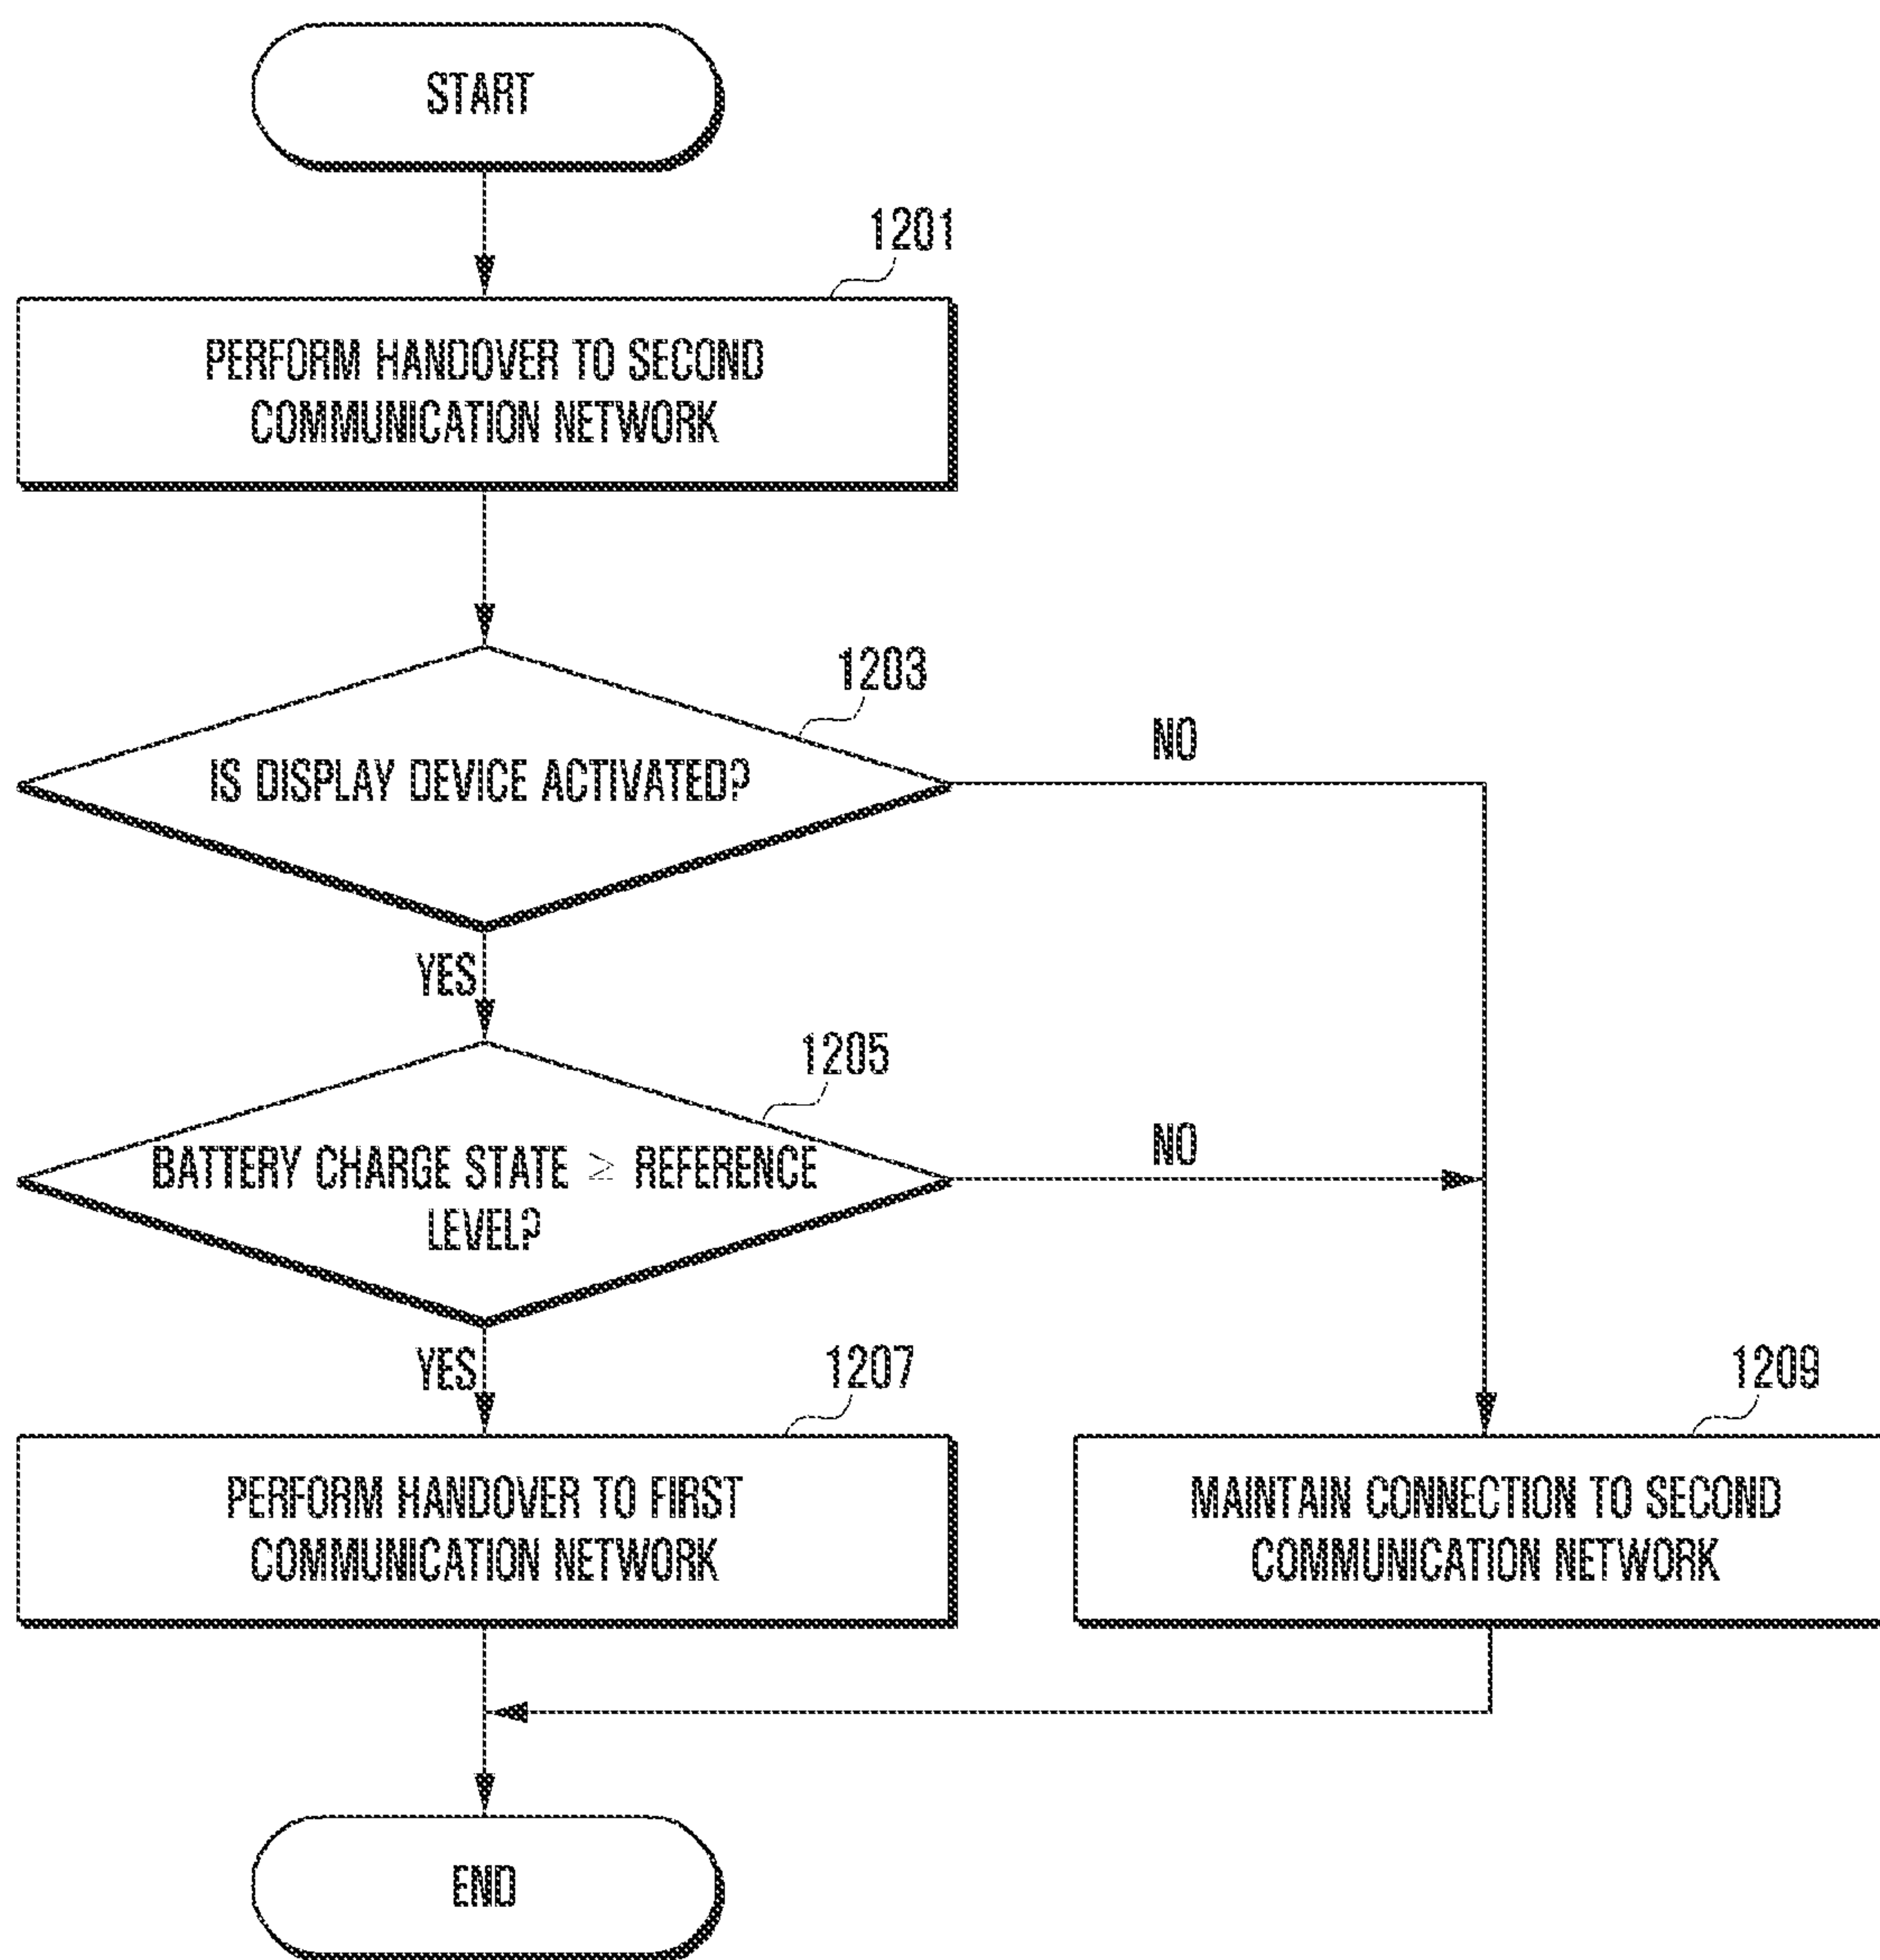 START
1201
PERFORM HANDOVER TO SECOND
COMMUNICATION NETWORK
1203
IS DISPLAY DEVICE ACTIVATED?
NO
YES
1205
BATTERY CHARGE STATE ≥ REFERENCE
LEVEL?
NO
YES
1207
PERFORM HANDOVER TO FIRST
COMMUNICATION NETWORK
1209
MAINTAIN CONNECTION TO SECOND
COMMUNICATION NETWORK
END